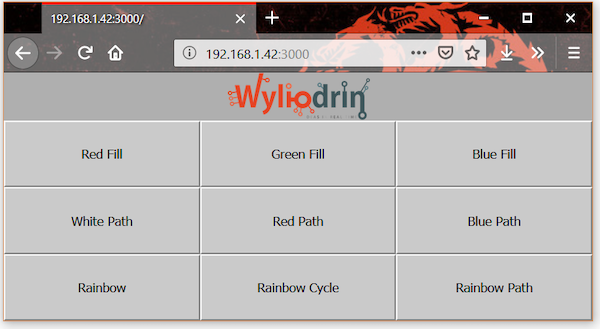 192.168.1.42:3000/
192.168.1.42:3000
Wyliodrin
Red Fill
Green Fill
Blue Fill
White Path
Red Path
Blue Path
Rainbow
Rainbow Cycle
Rainbow Path